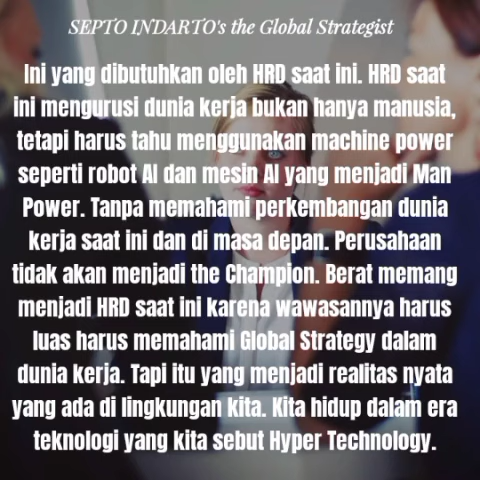 SEPTO INDARTO's the Global Strategist
Ini yang dibutuhkan oleh HRD saat ini. HRD saat
ini mengurusi dunia kerja bukan hanya manusia,
tetapi harus tahu menggunakan machine power
seperti robot AI dan mesin AI yang menjadi Man
Power. Tanpa memahami perkembangan dunia
kerja saat ini dan di masa depan. Perusahaan
tidak akan menjadi the Champion. Berat memang
menjadi HRD saat ini karena wawasannya harus
luas harus memahami Global Strategy dalam
dunia kerja. Tapi itu yang menjadi realitas nyata
yang ada di lingkungan kita. Kita hidup dalam era
teknologi yang kita sebut Hyper Technology.